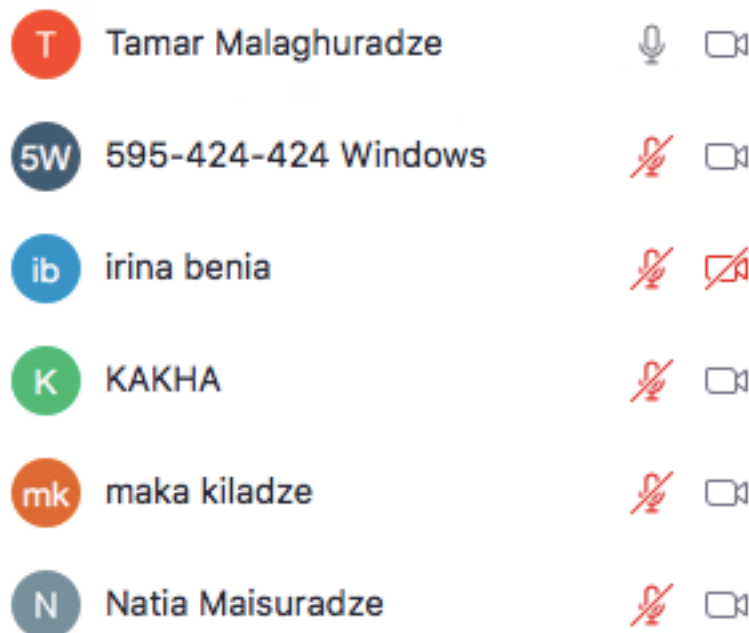 T Tamar Malaghuradze
5W 595-424-424 Windows
ib irina benia
K KAKHA
mk maka kiladze
N Natia Maisuradze